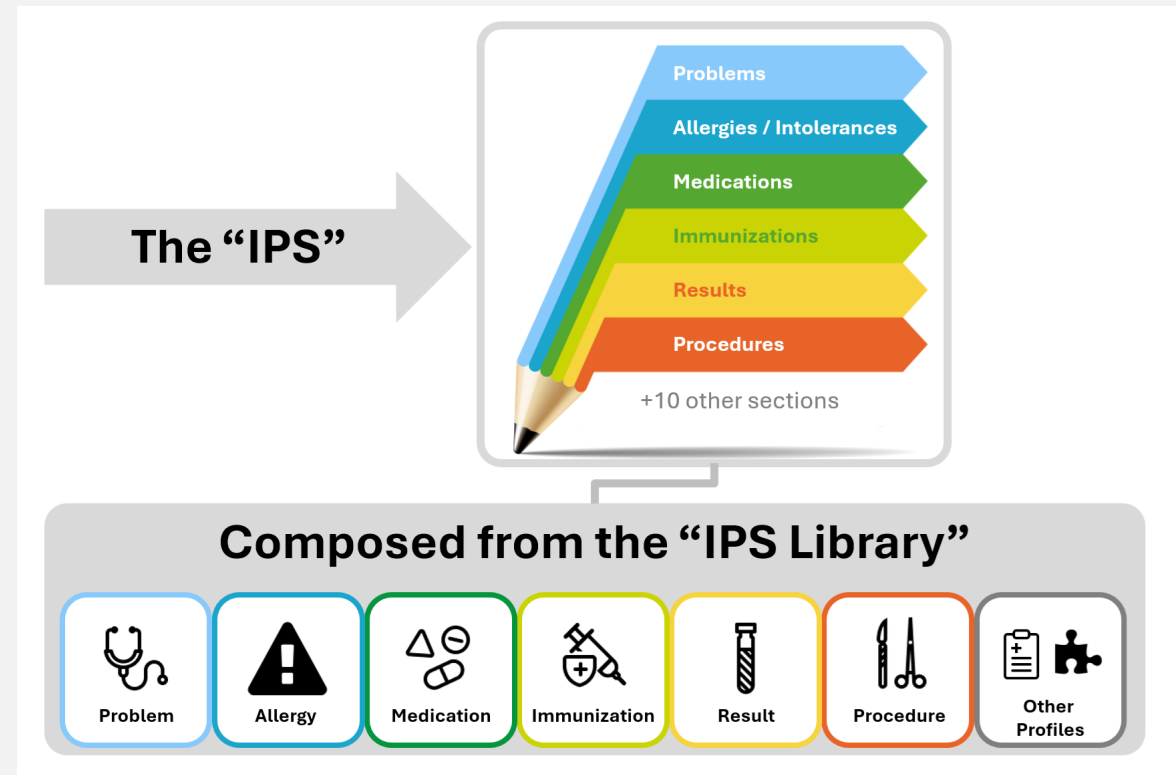 The “IPS”
Problems
Allergies / Intolerances
Medications
Immunizations
Results
Procedures
+10 other sections
Composed from the “IPS Library”
Problem
Allergy
Medication
Immunization
Result
Procedure
Other
Profiles